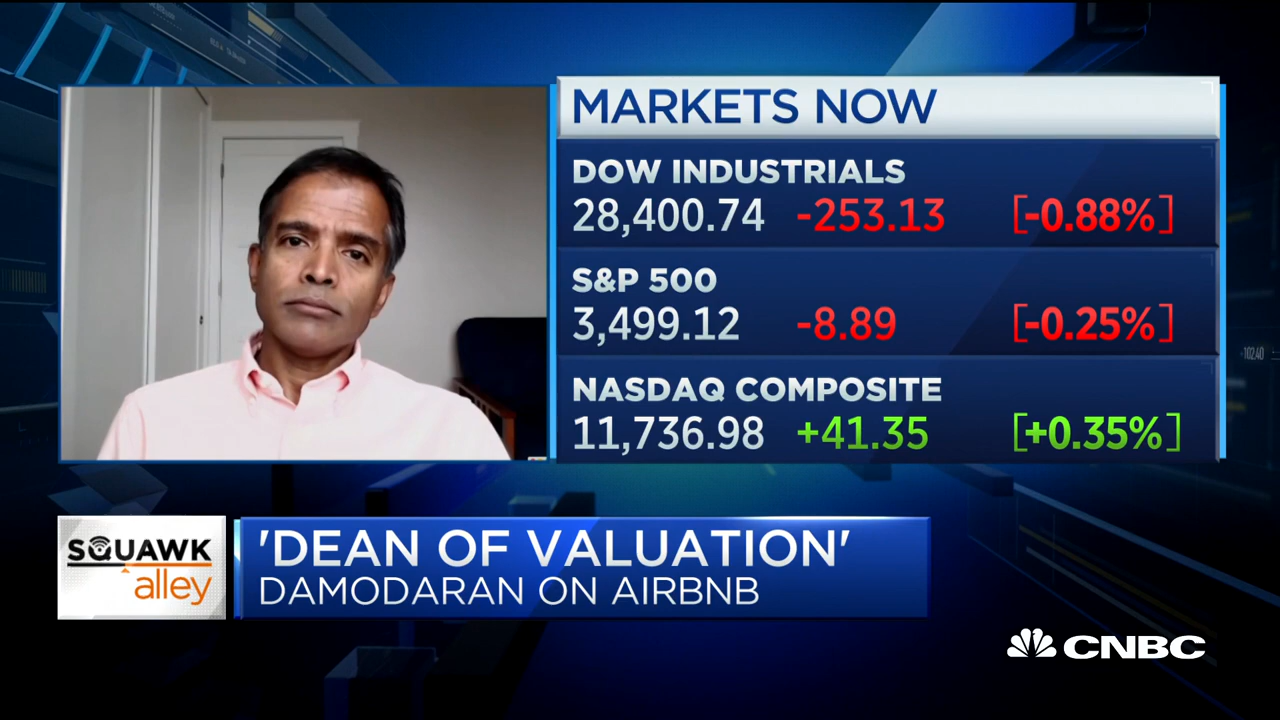 MARKETS NOW
DOW INDUSTRIALS
28,400.74 -253.13 [-0.88%]
S&P 500
3,499.12 -8.89 [-0.25%]
NASDAQ COMPOSITE
11,736.98 +41.35 [+0.35%]
SQUAWK
alley
'DEAN OF VALUATION'
DAMODARAN ON AIRBNB
CNBC